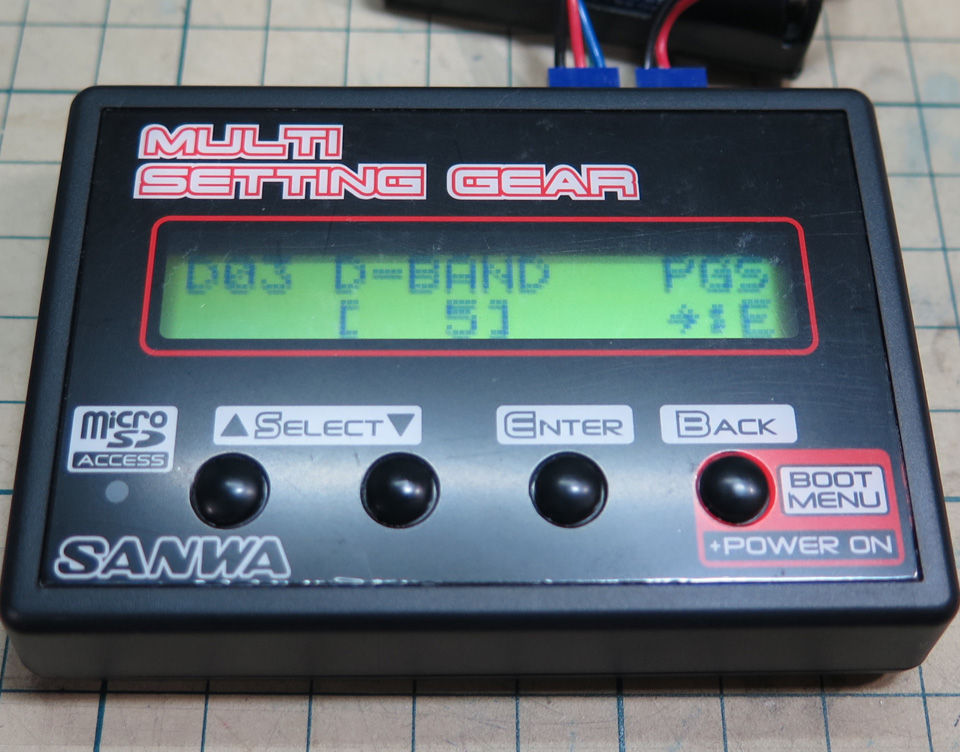 MULTI
SETTING GEAR
D03 D-BAND PGS
[ 5] →:E
micro
SD
ACCESS
▲SELECT▼
ENTER
BACK
BOOT
MENU
+POWER ON
SANWA